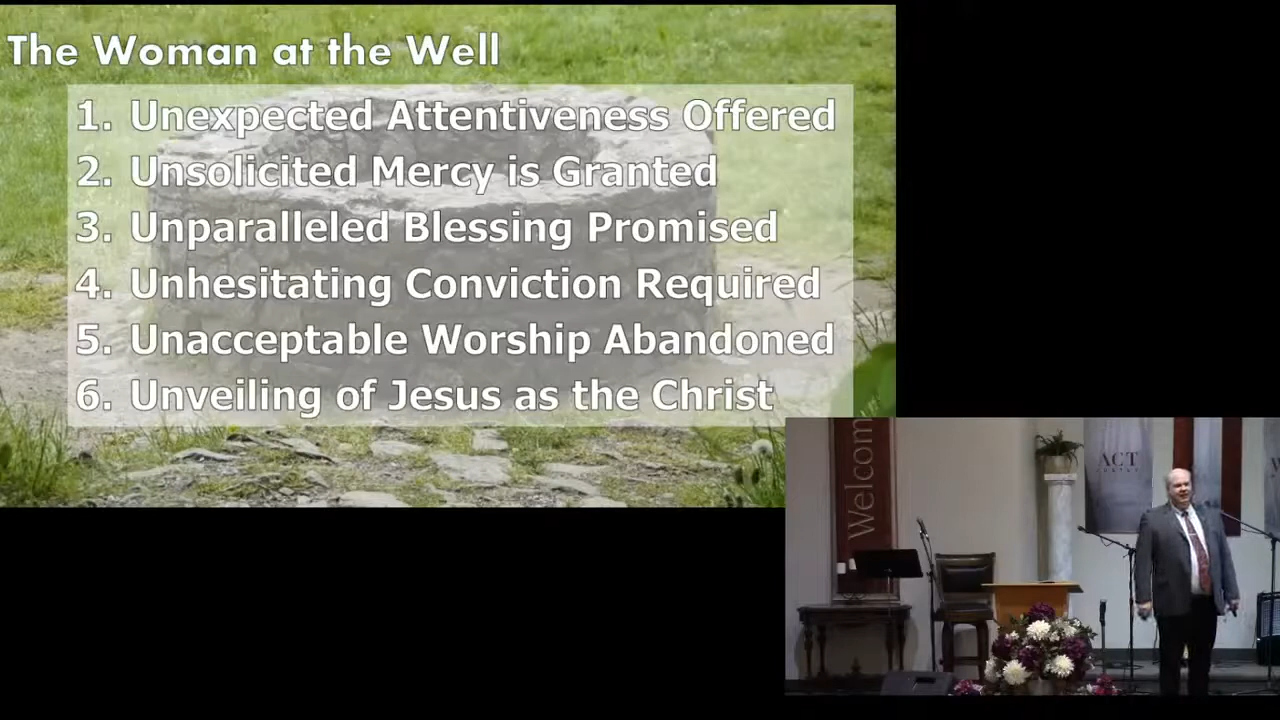 The Woman at the Well
1. Unexpected Attentiveness Offered
2. Unsolicited Mercy is Granted
3. Unparalleled Blessing Promised
4. Unhesitating Conviction Required
5. Unacceptable Worship Abandoned
6. Unveiling of Jesus as the Christ
Welcom
ACT